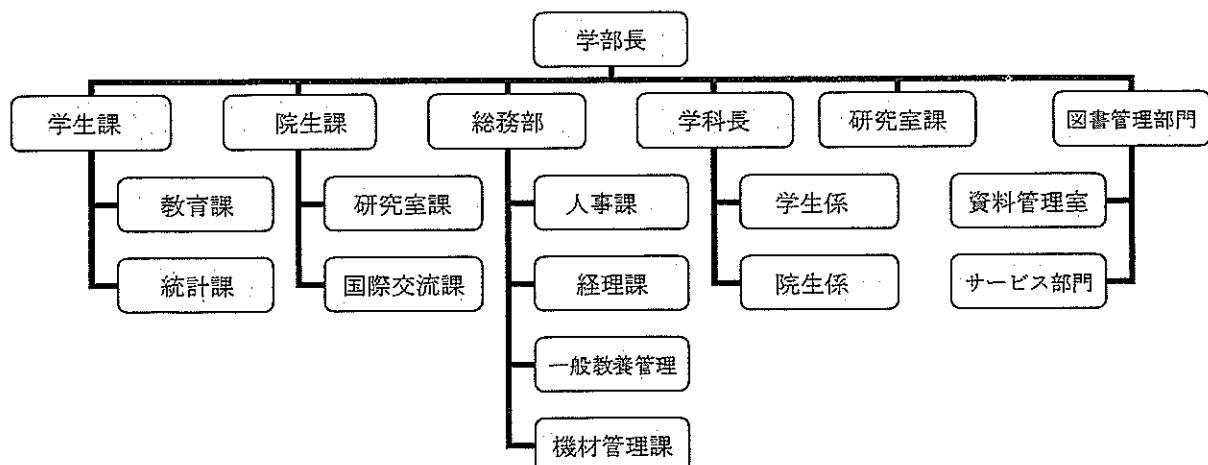 学部長
学生課
院生課
総務部
学科長
研究室課
図書管理部門
教育課
研究室課
人事課
学生係
資料管理室
統計課
国際交流課
経理課
院生係
サービス部門
一般教養管理
機材管理課